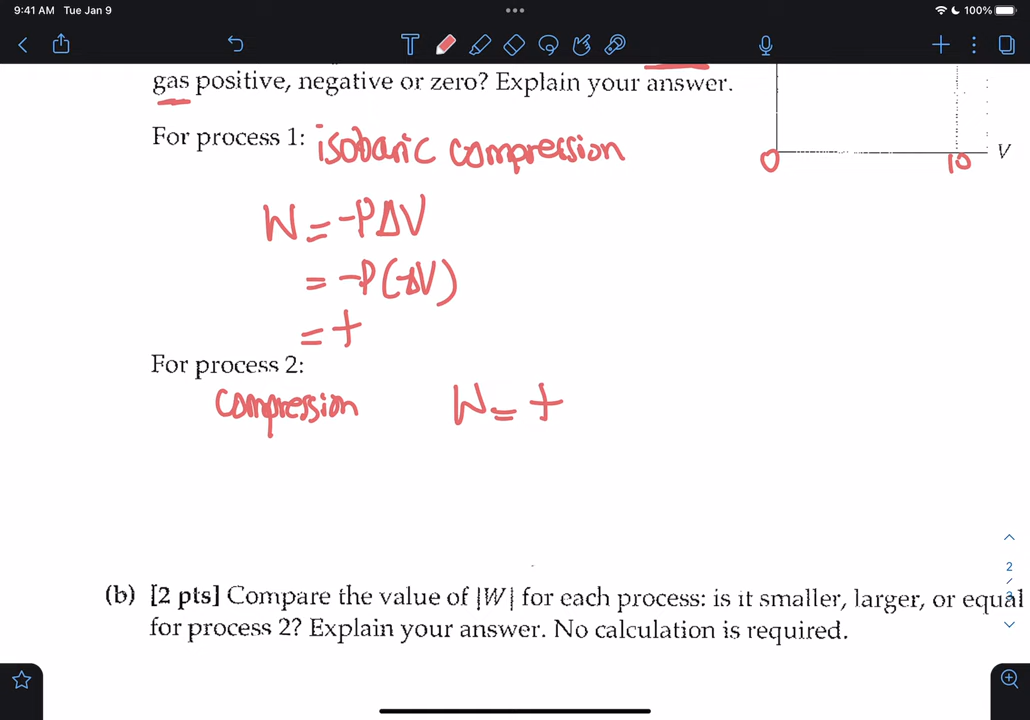 9:41 AM Tue Jan 9
100%
gas positive, negative or zero? Explain your answer.
For process 1: isobaric compression
0
10
V
W = -PΔV
= -P(-ΔV)
= +
For process 2:
compression W = +
(b) [2 pts] Compare the value of |W| for each process: is it smaller, larger, or equal
for process 2? Explain your answer. No calculation is required.
2
/
3